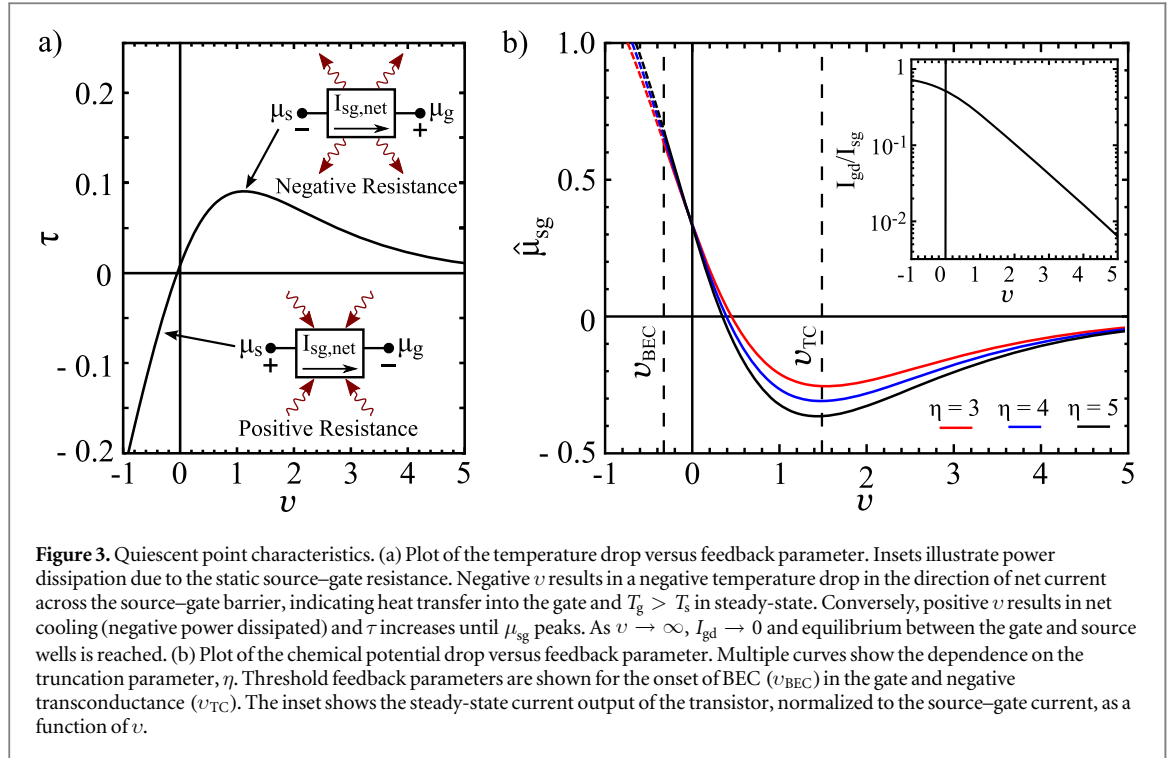 a)
0.2
0.1
0
- 0.1
- 0.2
τ
-1 0 1 2 3 4 5
υ
μs
−
Isg,net
μg
+
Negative Resistance
μs
+
Isg,net
μg
−
Positive Resistance
b)
1.0
0.5
0
- 0.5
μ̂sg
-1 0 1 2 3 4 5
υ
υBEC
υTC
η = 3 η = 4 η = 5
1
10-1
10-2
Igd/Isg
-1 0 1 2 3 4 5
υ
Figure 3. Quiescent point characteristics. (a) Plot of the temperature drop versus feedback parameter. Insets illustrate power
dissipation due to the static source–gate resistance. Negative υ results in a negative temperature drop in the direction of net current
across the source–gate barrier, indicating heat transfer into the gate and Tg > Ts in steady-state. Conversely, positive υ results in net
cooling (negative power dissipated) and τ increases until μsg peaks. As υ → ∞, Igd → 0 and equilibrium between the gate and source
wells is reached. (b) Plot of the chemical potential drop versus feedback parameter. Multiple curves show the dependence on the
truncation parameter, η. Threshold feedback parameters are shown for the onset of BEC (υBEC) in the gate and negative
transconductance (υTC). The inset shows the steady-state current output of the transistor, normalized to the source–gate current, as a
function of υ.